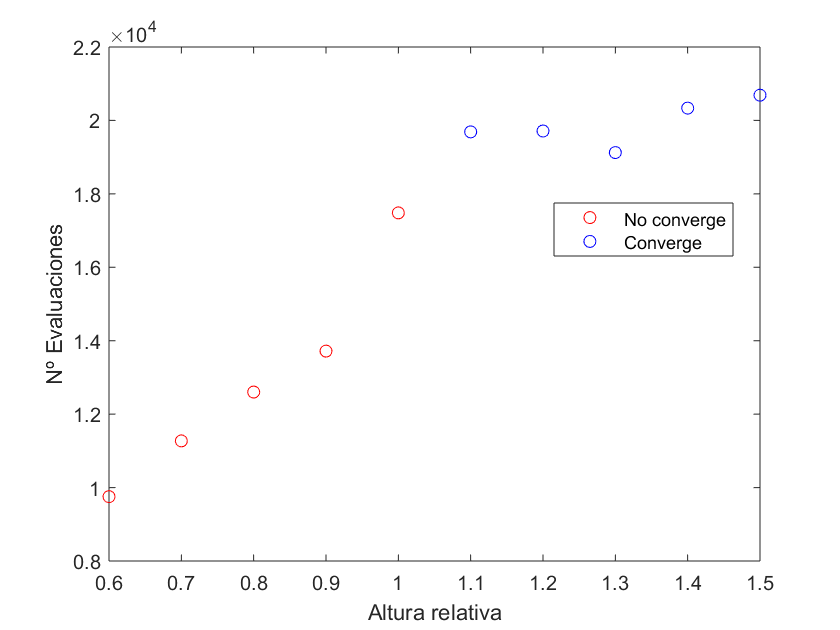 ×10⁴
2.2
2
1.8
1.6
1.4
1.2
1
0.8
Nº Evaluaciones
No converge
Converge
0.6 0.7 0.8 0.9 1 1.1 1.2 1.3 1.4 1.5
Altura relativa